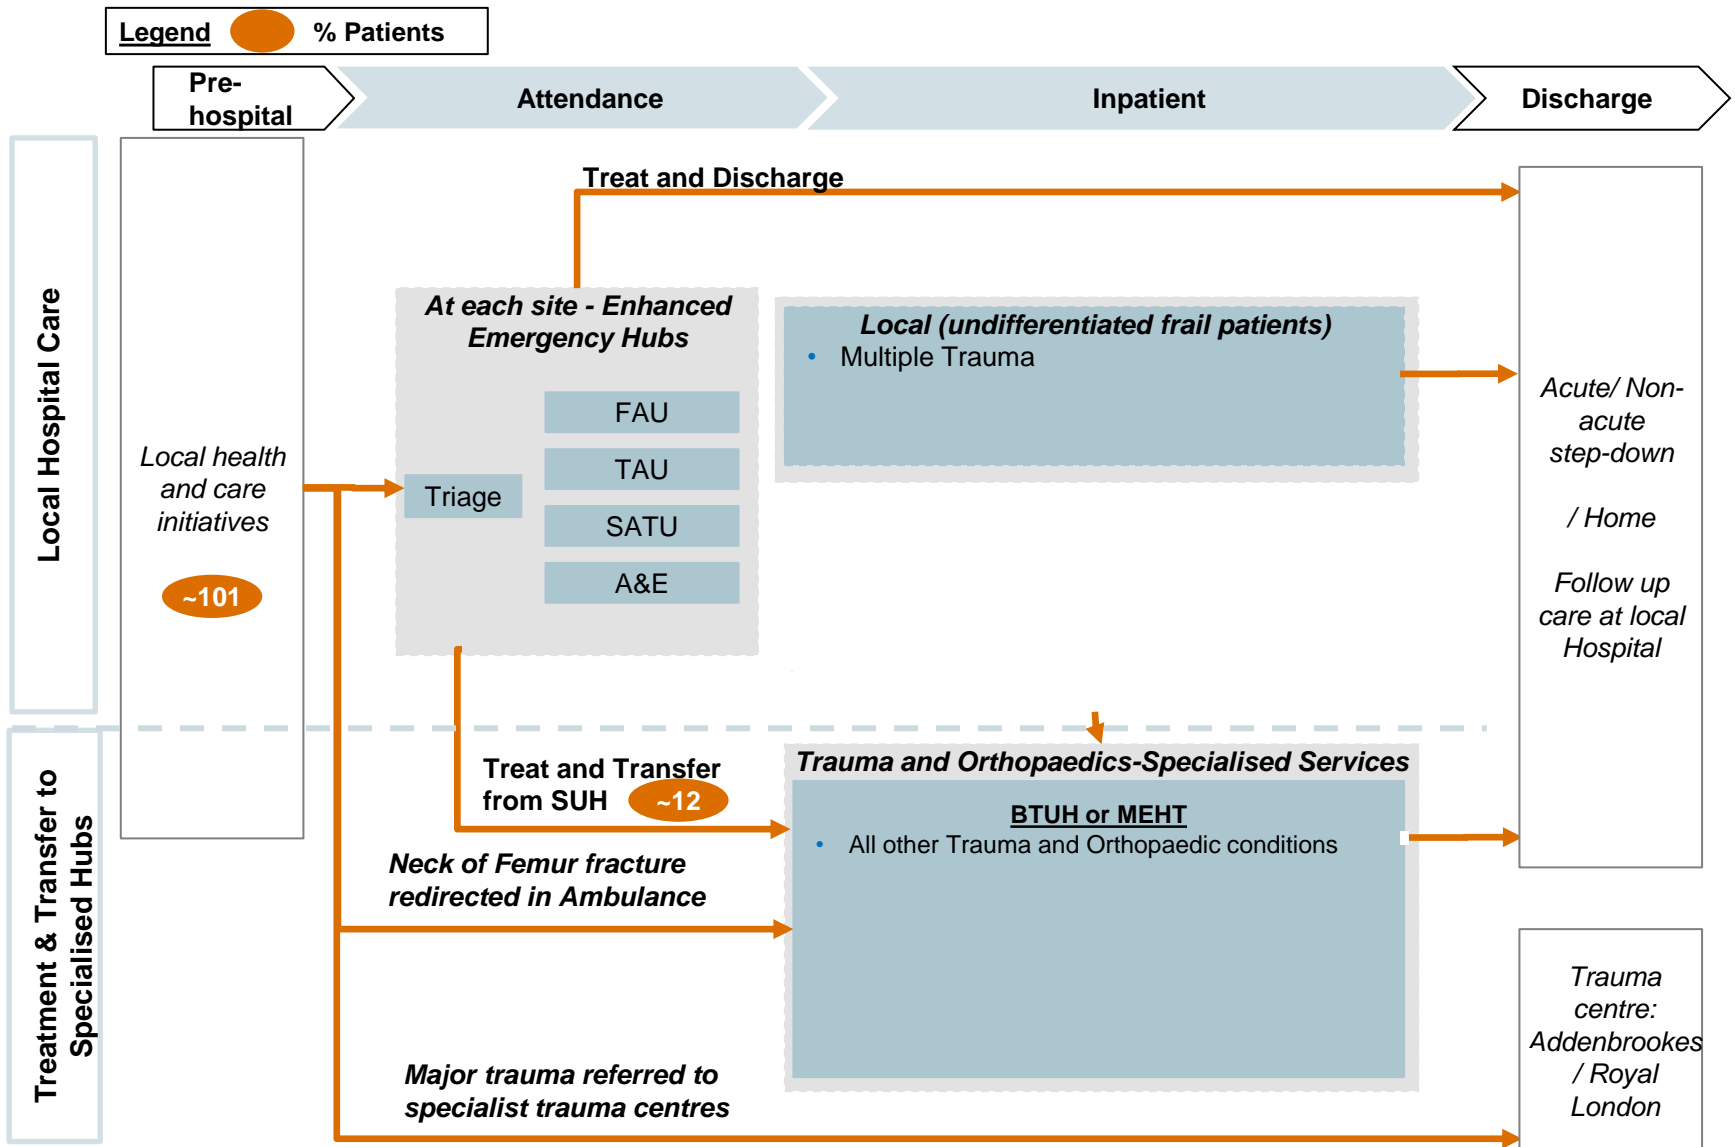 Legend % Patients
Pre-
hospital
Attendance
Inpatient
Discharge
Local Hospital Care
Treatment & Transfer to
Specialised Hubs
Local health
and care
initiatives
~101
Treat and Discharge
At each site - Enhanced
Emergency Hubs
Triage
FAU
TAU
SATU
A&E
Local (undifferentiated frail patients)
• Multiple Trauma
Acute/ Non-
acute
step-down
/ Home
Follow up
care at local
Hospital
Treat and Transfer
from SUH ~12
Neck of Femur fracture
redirected in Ambulance
Major trauma referred to
specialist trauma centres
Trauma and Orthopaedics-Specialised Services
BTUH or MEHT
• All other Trauma and Orthopaedic conditions
Trauma
centre:
Addenbrookes
/ Royal
London